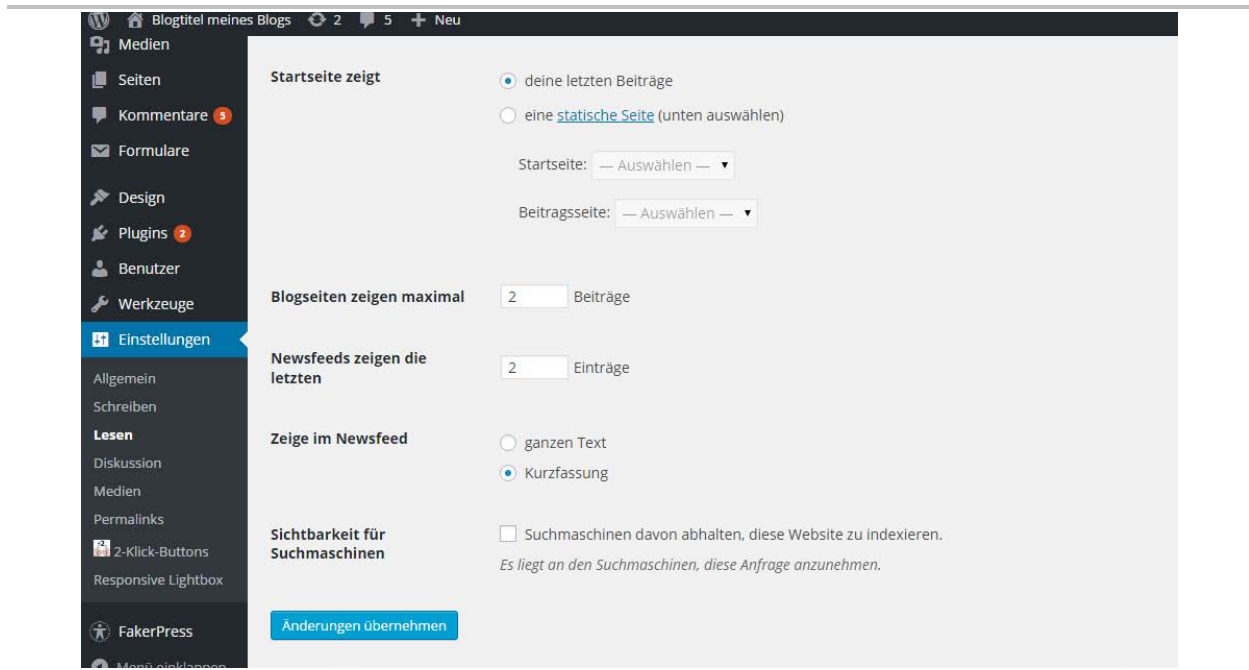 Blogtitel meines Blogs 2 5 + Neu
Medien
Seiten
Kommentare 5
Formulare
Design
Plugins 2
Benutzer
Werkzeuge
Einstellungen
Allgemein
Schreiben
Lesen
Diskussion
Medien
Permalinks
2-Klick-Buttons
Responsive Lightbox
FakerPress
Menü einklappen
Startseite zeigt
deine letzten Beiträge
eine statische Seite (unten auswählen)
Startseite: — Auswählen —
Beitragsseite: — Auswählen —
Blogseiten zeigen maximal 2 Beiträge
Newsfeeds zeigen die
letzten
2 Einträge
Zeige im Newsfeed
ganzen Text
Kurzfassung
Sichtbarkeit für
Suchmaschinen
Suchmaschinen davon abhalten, diese Website zu indexieren.
Es liegt an den Suchmaschinen, diese Anfrage anzunehmen.
Änderungen übernehmen